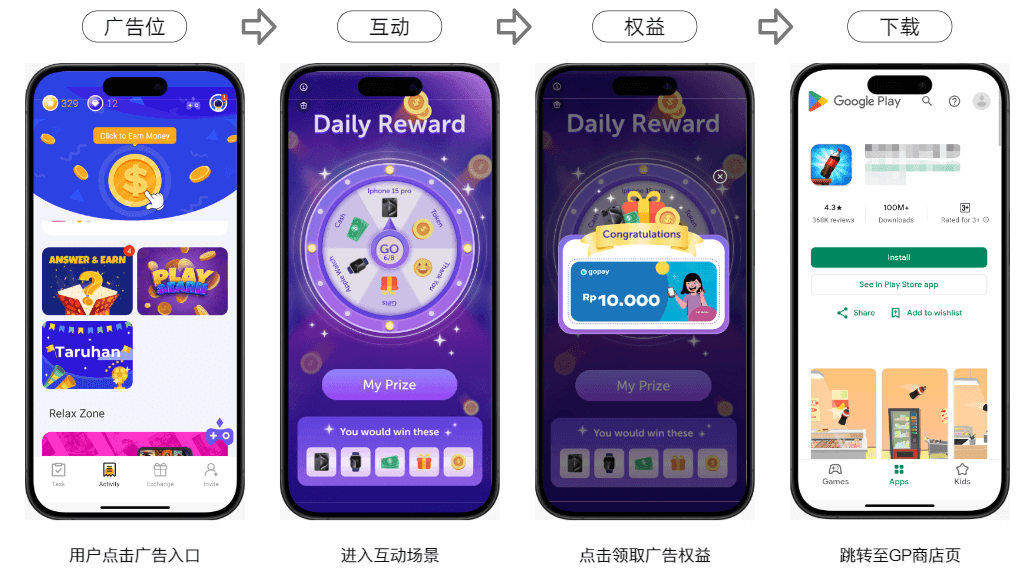 广告位
互动
权益
下载
329
12
Click to Earn Money
ANSWER & EARN
4
PLAY & EARN
Taruhan
Relax Zone
Task
Activity
Exchange
Invite
用户点击广告入口
Daily Reward
Iphone 15 pro
Token
Thank You
Gifts
Apple Watch
Cash
GO
6/8
My Prize
You would win these
进入互动场景
Daily Reward
Iphone 15 pro
Congratulations
gopay
Rp10.000
My Prize
You would win these
点击领取广告权益
Google Play
4.3★
368K reviews
100M+
Downloads
3+
Rated for 3+
Install
See in Play Store app
Share
Add to wishlist
Games
Apps
Kids
跳转至GP商店页